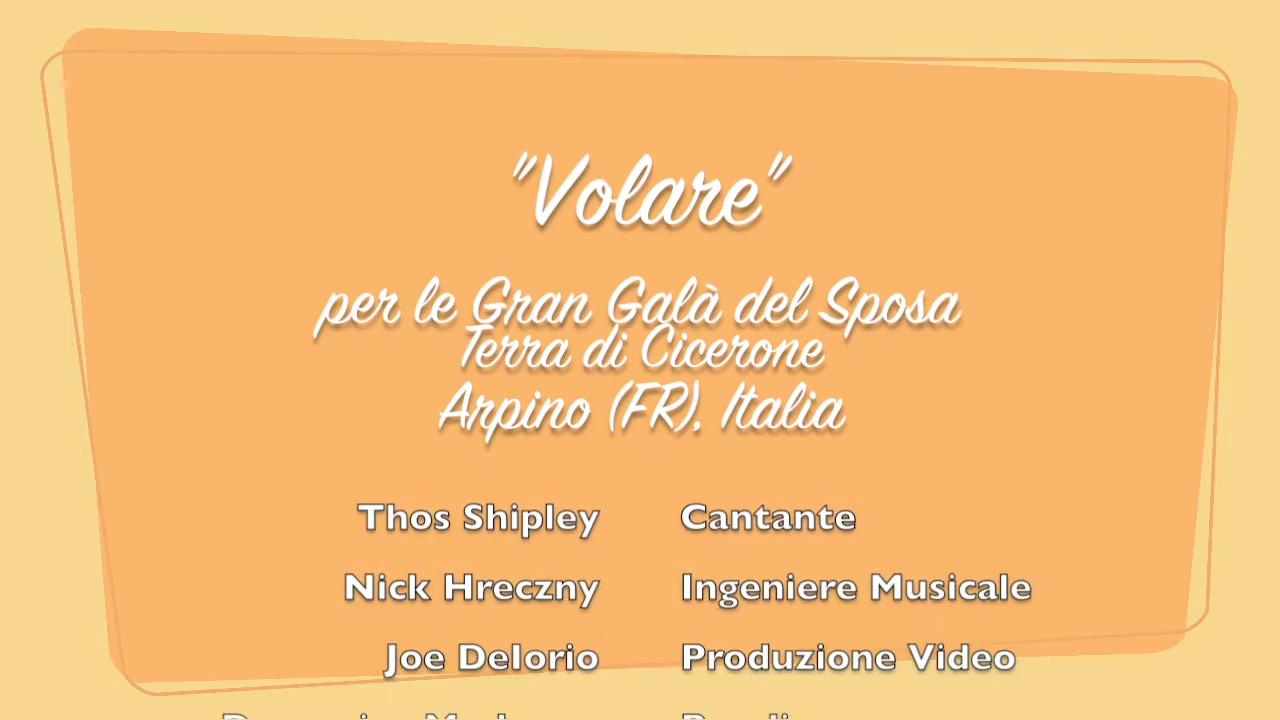 "Volare"
per le Gran Galà del Sposa
Terra di Cicerone
Arpino (FR), Italia
Thos Shipley Cantante
Nick Hreczny Ingeniere Musicale
Joe DeIorio Produzione Video